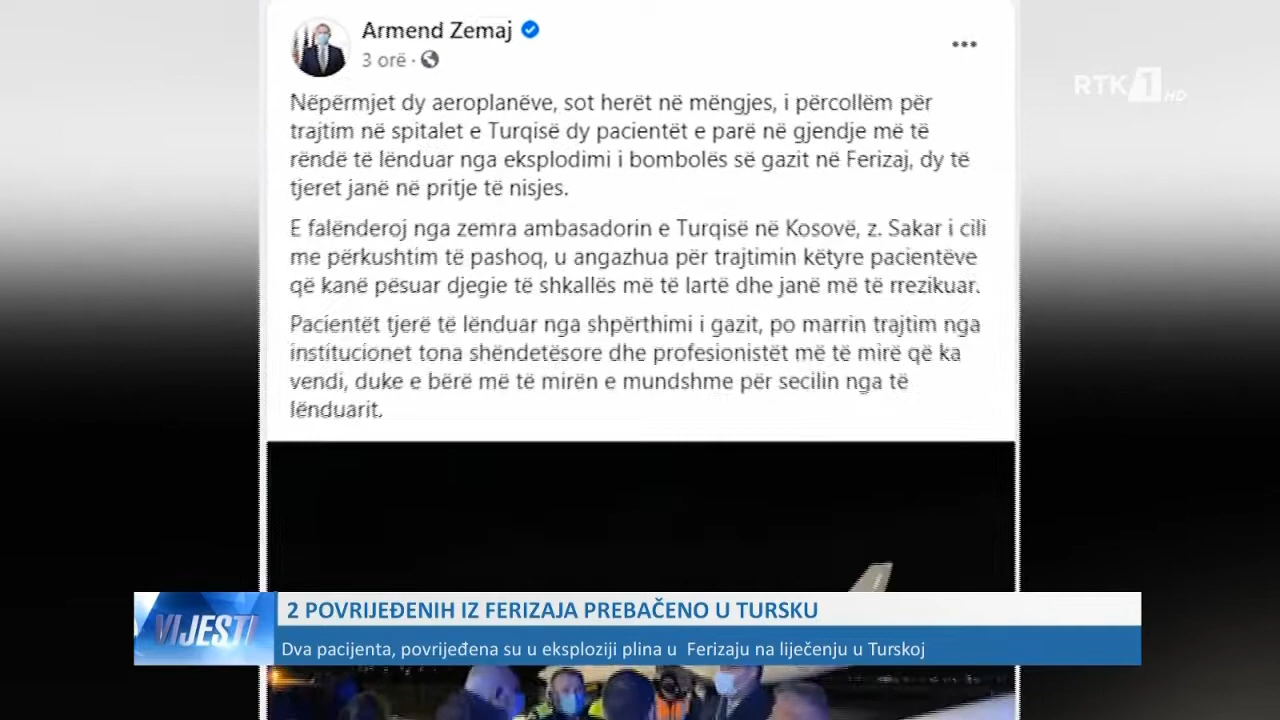 Armend Zemaj
3 orë ·
RTK 1 HD
Nëpërmjet dy aeroplanëve, sot herët në mëngjes, i përcollëm për
trajtim në spitalet e Turqisë dy pacientët e parë në gjendje më të
rëndë të lënduar nga eksplodimi i bombolës së gazit në Ferizaj, dy të
tjeret janë në pritje të nisjes.
E falënderoj nga zemra ambasadorin e Turqisë në Kosovë, z. Sakar i cili
me përkushtim të pashoq, u angazhua për trajtimin këtyre pacientëve
që kanë pësuar djegie të shkallës më të lartë dhe janë më të rrezikuar.
Pacientët tjerë të lënduar nga shpërthimi i gazit, po marrin trajtim nga
institucionet tona shëndetësore dhe profesionistët më të mirë që ka
vendi, duke e bërë më të mirën e mundshme për secilin nga të
lënduarit.
VIJESTI
2 POVRIJEĐENIH IZ FERIZAJA PREBAČENO U TURSKU
Dva pacijenta, povrijeđena su u eksploziji plina u Ferizaju na liječenju u Turskoj